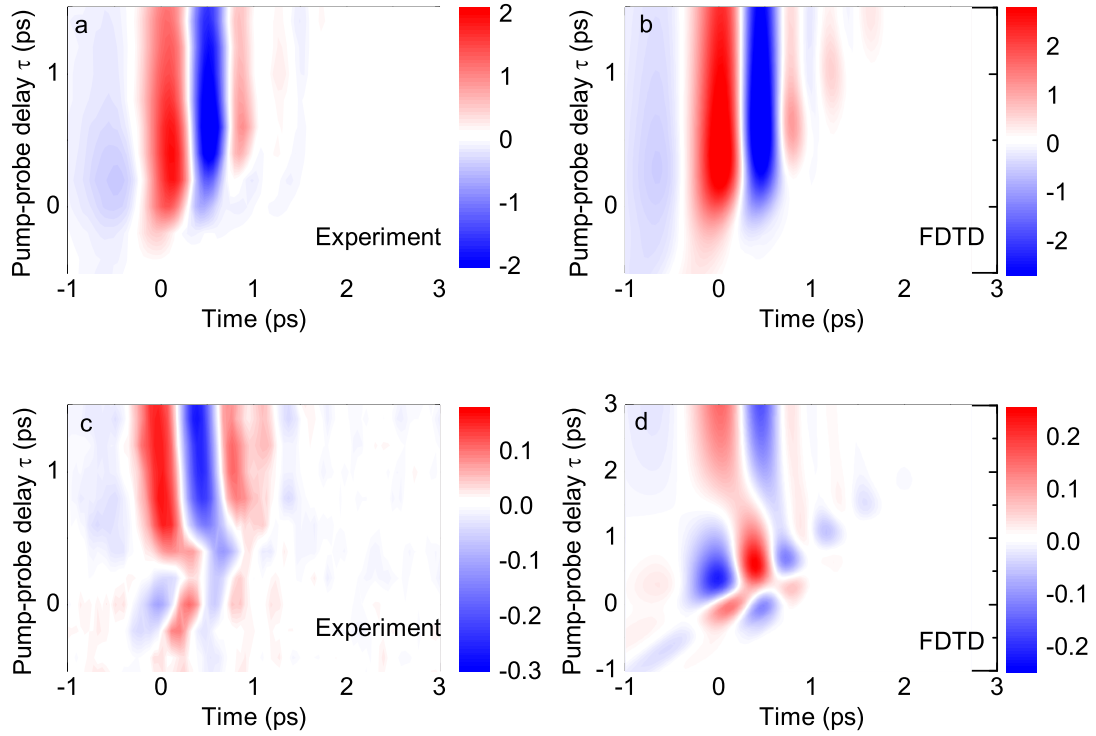 a
Pump-probe delay τ (ps)
1
0
-1 0 1 2 3
Time (ps)
Experiment
2
1
0
-1
-2
b
Pump-probe delay τ (ps)
1
0
-1 0 1 2 3
Time (ps)
FDTD
2
1
0
-1
-2
c
Pump-probe delay τ (ps)
1
0
-1 0 1 2 3
Time (ps)
Experiment
0.1
0.0
-0.1
-0.2
-0.3
d
Pump-probe delay τ (ps)
3
2
1
0
-1
-1 0 1 2 3
Time (ps)
FDTD
0.2
0.1
0.0
-0.1
-0.2